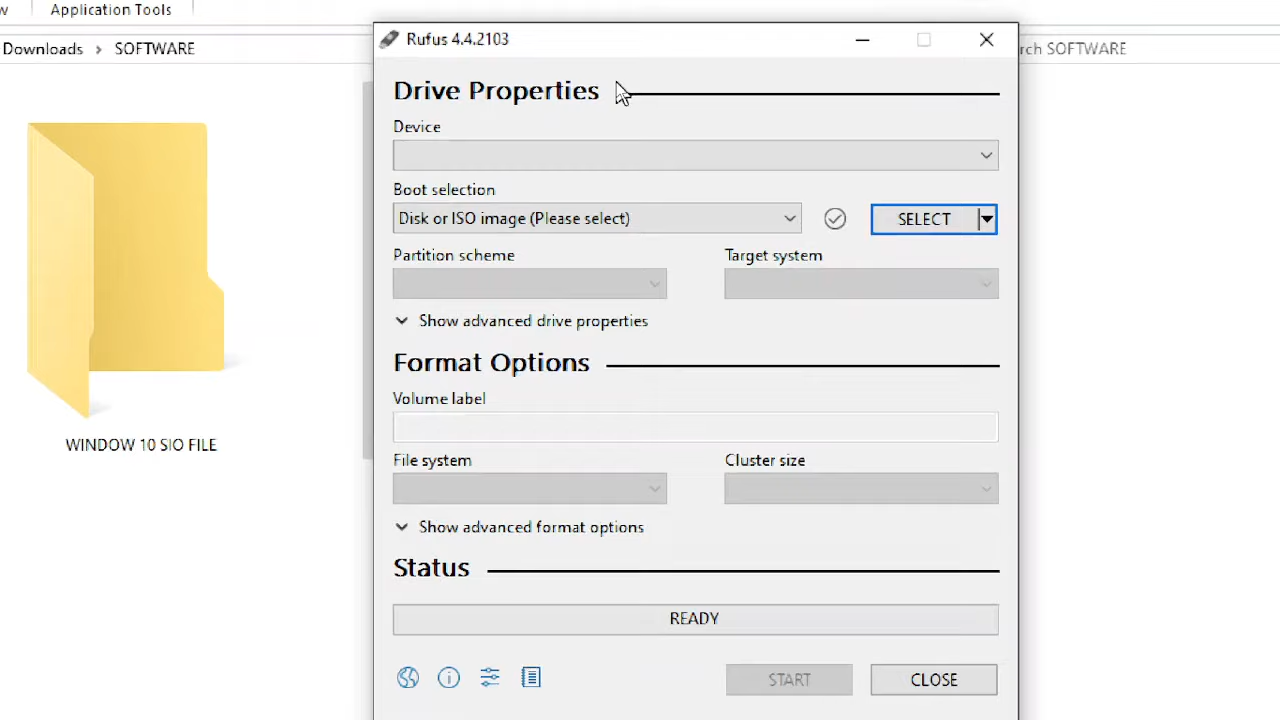 w
Application Tools
Downloads > SOFTWARE
rch SOFTWARE
WINDOW 10 SIO FILE
Rufus 4.4.2103
Drive Properties
Device
Boot selection
Disk or ISO image (Please select)
SELECT
Partition scheme
Target system
Show advanced drive properties
Format Options
Volume label
File system
Cluster size
Show advanced format options
Status
READY
START
CLOSE